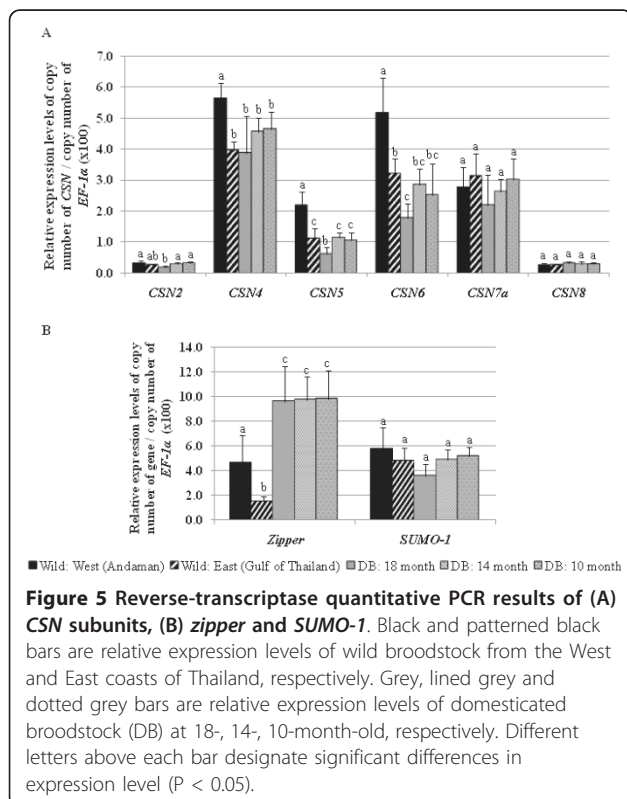 A
Relative expression levels of copy
number of CSN / copy number of
EF-1α (x100)
7.0
6.0
5.0
4.0
3.0
2.0
1.0
0.0
a ab b a a
a b b b b
a c b c c
a b c bc bc
a a a a a
a a a a a
CSN2 CSN4 CSN5 CSN6 CSN7a CSN8
B
Relative expression levels of copy
number of gene / copy number of
EF-1α (x100)
14.0
12.0
10.0
8.0
6.0
4.0
2.0
0.0
a b c c c
a a a a a
Zipper SUMO-1
Wild: West (Andaman) Wild: East (Gulf of Thailand) DB: 18 month DB: 14 month DB: 10 month
Figure 5 Reverse-transcriptase quantitative PCR results of (A)
CSN subunits, (B) zipper and SUMO-1. Black and patterned black
bars are relative expression levels of wild broodstock from the West
and East coasts of Thailand, respectively. Grey, lined grey and
dotted grey bars are relative expression levels of domesticated
broodstock (DB) at 18-, 14-, 10-month-old, respectively. Different
letters above each bar designate significant differences in
expression level (P < 0.05).